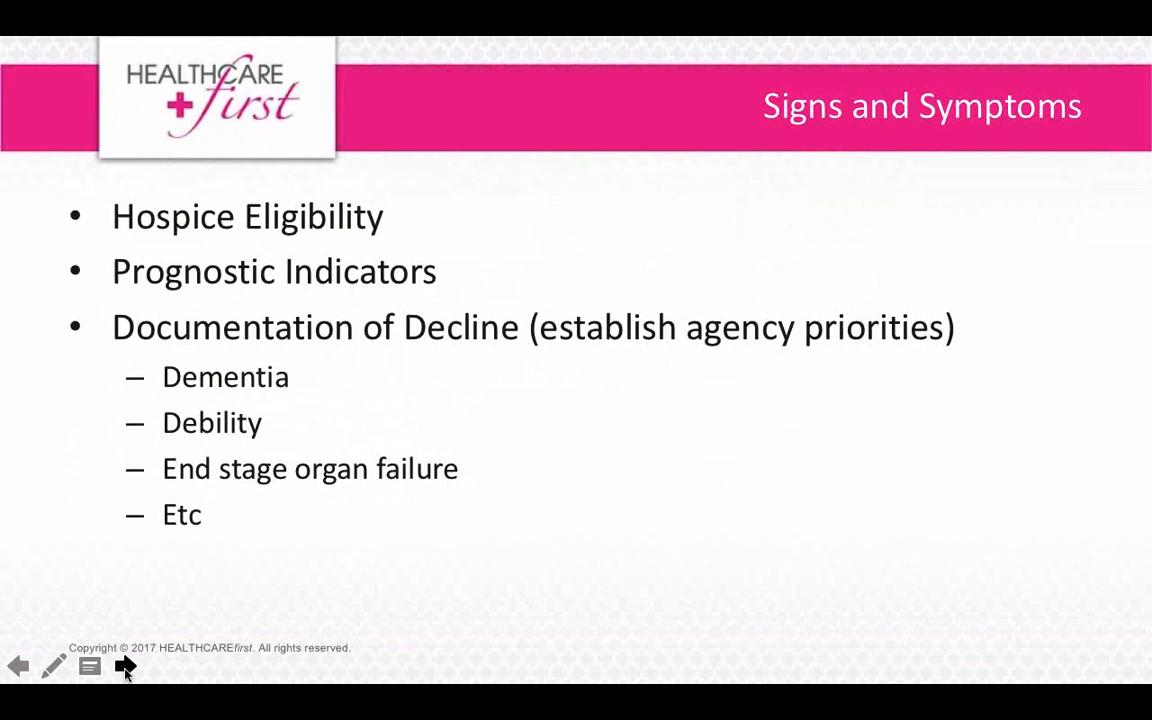 HEALTHCARE
first
Signs and Symptoms
• Hospice Eligibility
• Prognostic Indicators
• Documentation of Decline (establish agency priorities)
– Dementia
– Debility
– End stage organ failure
– Etc
Copyright © 2017 HEALTHCAREfirst. All rights reserved.